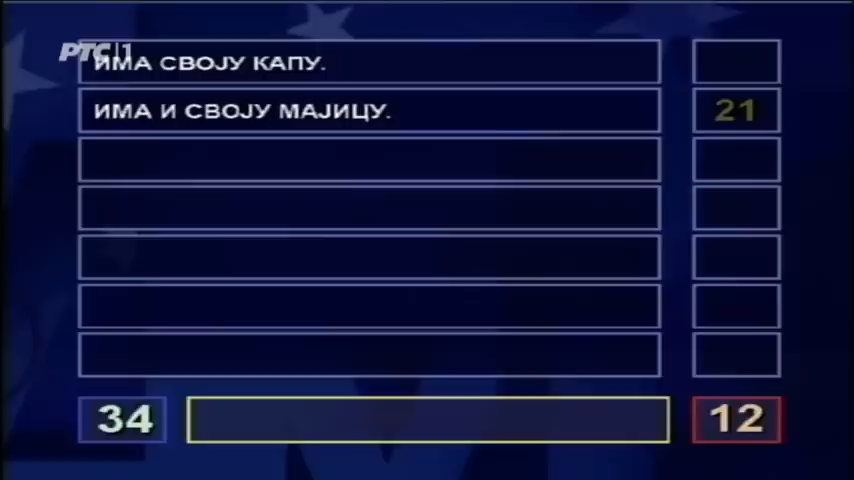 РТС 1
ИМА СВОЈУ КАПУ.
ИМА И СВОЈУ МАЈИЦУ.
21
34
12